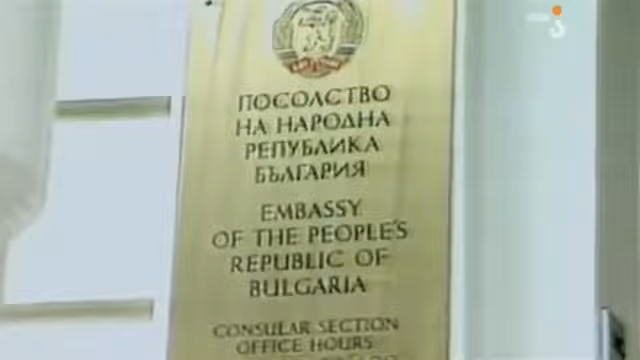 ПОСОЛСТВО
НА НАРОДНА
РЕПУБЛИКА
БЪЛГАРИЯ
EMBASSY
OF THE PEOPLE'S
REPUBLIC OF
BULGARIA
CONSULAR SECTION
OFFICE HOURS